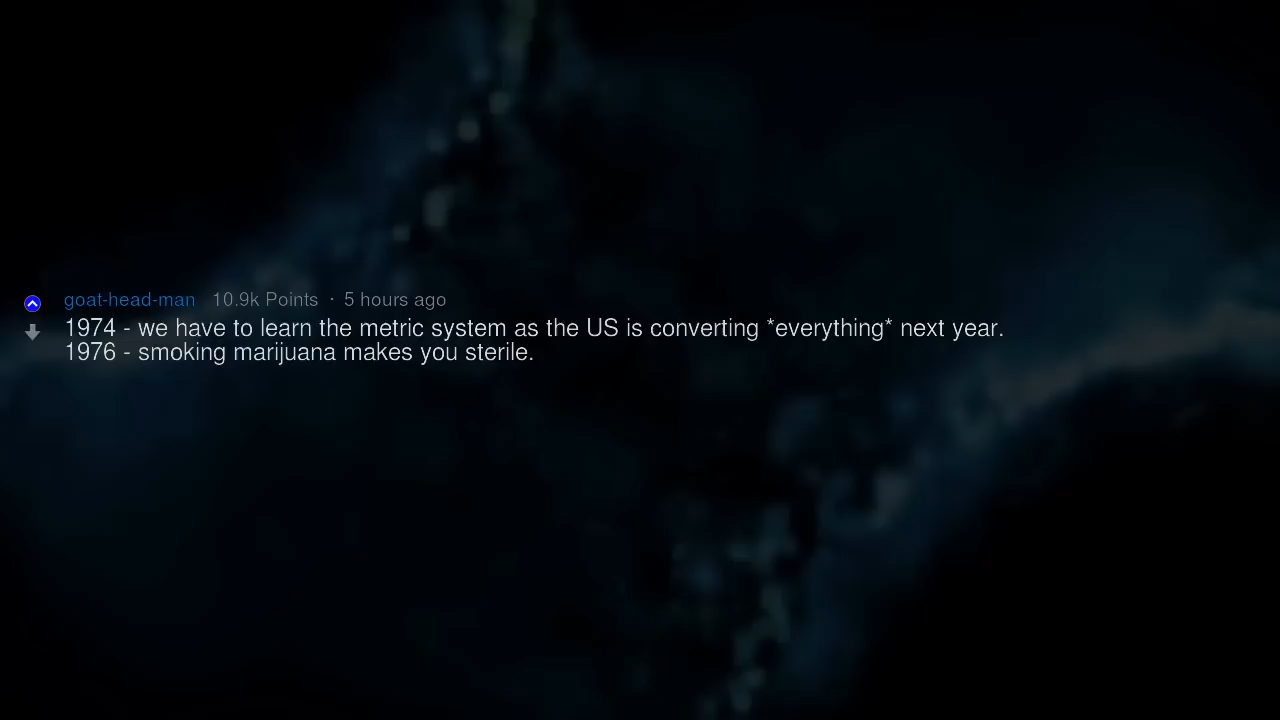 goat-head-man 10.9k Points · 5 hours ago
1974 - we have to learn the metric system as the US is converting *everything* next year.
1976 - smoking marijuana makes you sterile.